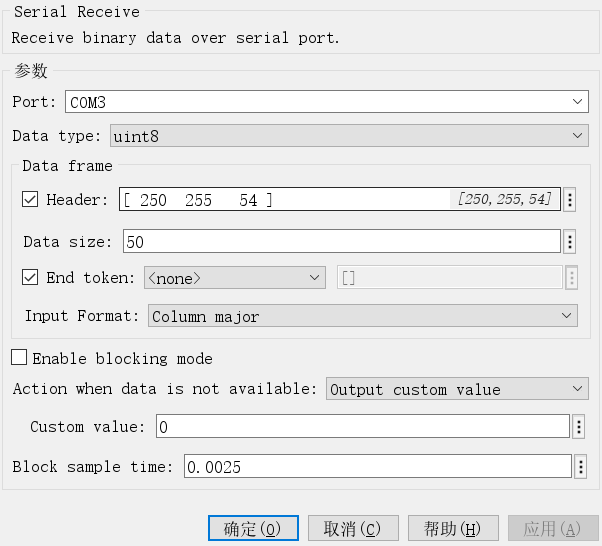 Serial Receive
Receive binary data over serial port.
参数
Port: COM3
Data type: uint8
Data frame
Header: [ 250 255 54 ] [250,255,54]
Data size: 50
End token: <none> []
Input Format: Column major
Enable blocking mode
Action when data is not available: Output custom value
Custom value: 0
Block sample time: 0.0025
确定(O) 取消(C) 帮助(H) 应用(A)